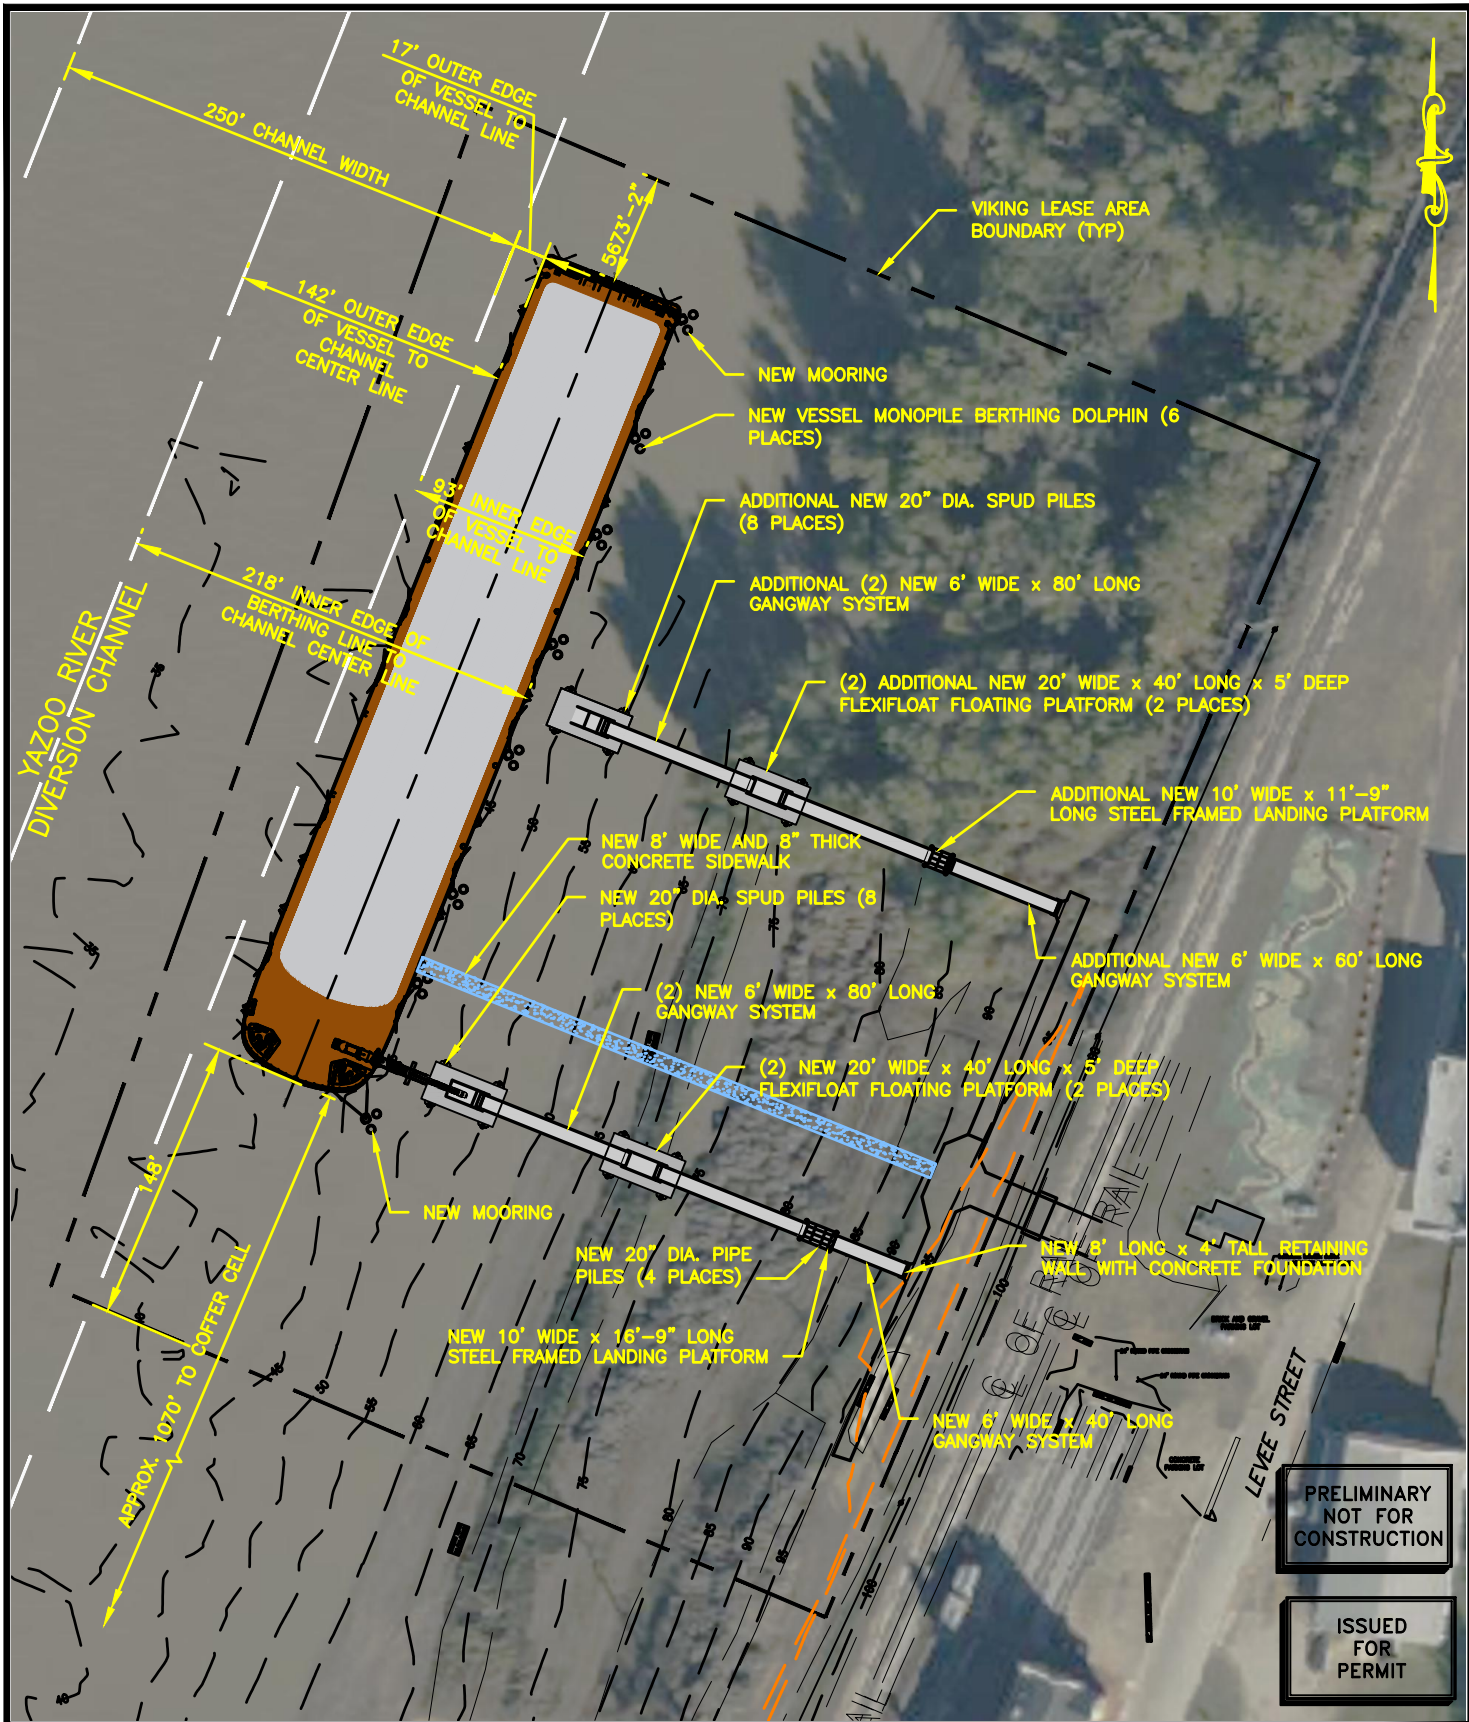 17' OUTER EDGE
OF VESSEL TO
CHANNEL LINE
250' CHANNEL WIDTH
5673'-2"
VIKING LEASE AREA
BOUNDARY (TYP)
142' OUTER EDGE
OF VESSEL TO
CHANNEL
CENTER LINE
NEW MOORING
NEW VESSEL MONOPILE BERTHING DOLPHIN (6
PLACES)
93' INNER EDGE
OF VESSEL TO
CHANNEL LINE
ADDITIONAL NEW 20" DIA. SPUD PILES
(8 PLACES)
218' INNER EDGE OF
BERTHING LINE TO
CHANNEL CENTER LINE
ADDITIONAL (2) NEW 6' WIDE x 80' LONG
GANGWAY SYSTEM
YAZOO RIVER
DIVERSION CHANNEL
(2) ADDITIONAL NEW 20' WIDE x 40' LONG x 5' DEEP
FLEXIFLOAT FLOATING PLATFORM (2 PLACES)
ADDITIONAL NEW 10' WIDE x 11'-9"
LONG STEEL FRAMED LANDING PLATFORM
NEW 8' WIDE AND 8" THICK
CONCRETE SIDEWALK
NEW 20" DIA. SPUD PILES (8
PLACES)
ADDITIONAL NEW 6' WIDE x 60' LONG
GANGWAY SYSTEM
(2) NEW 6' WIDE x 80' LONG
GANGWAY SYSTEM
(2) NEW 20' WIDE x 40' LONG x 5' DEEP
FLEXIFLOAT FLOATING PLATFORM (2 PLACES)
148'
NEW MOORING
NEW 20" DIA. PIPE
PILES (4 PLACES)
NEW 8' LONG x 4' TALL RETAINING
WALL WITH CONCRETE FOUNDATION
APPROX. 1070' TO COFFER CELL
NEW 10' WIDE x 16'-9" LONG
STEEL FRAMED LANDING PLATFORM
NEW 6' WIDE x 40' LONG
GANGWAY SYSTEM
LEVEE STREET
PRELIMINARY
NOT FOR
CONSTRUCTION
ISSUED
FOR
PERMIT